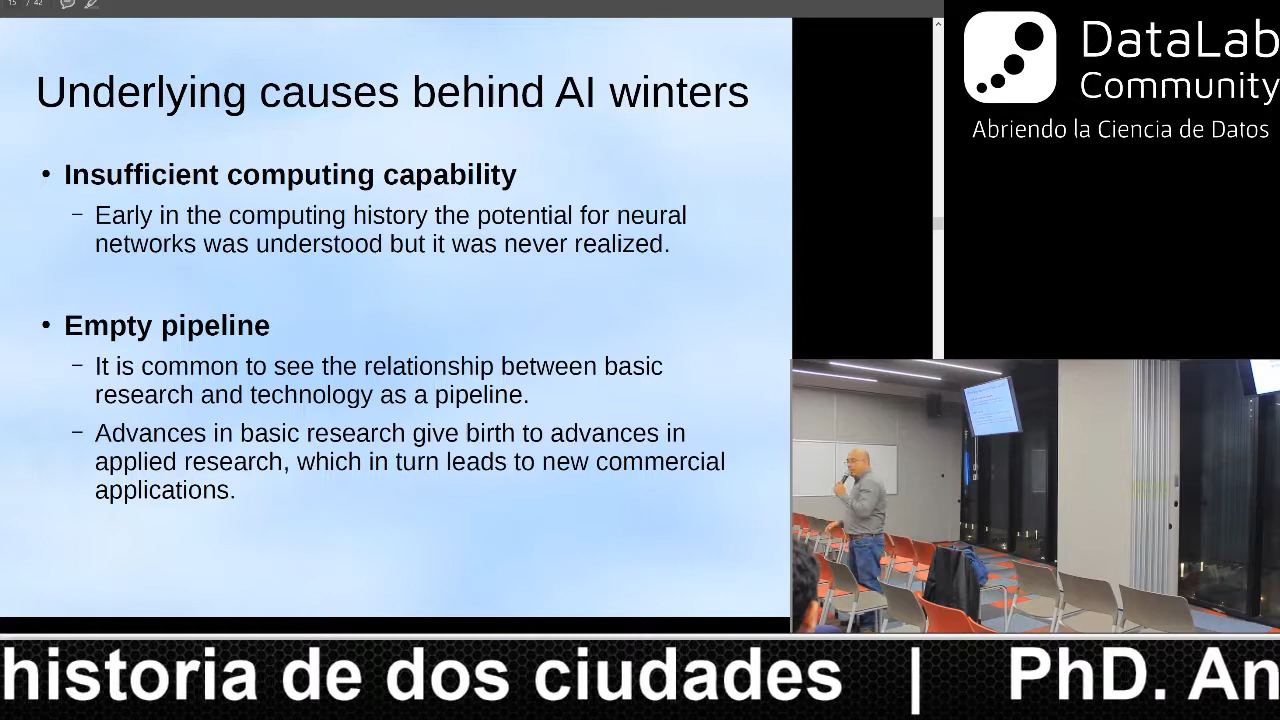 15 / 42
Underlying causes behind AI winters
• Insufficient computing capability
– Early in the computing history the potential for neural
networks was understood but it was never realized.
• Empty pipeline
– It is common to see the relationship between basic
research and technology as a pipeline.
– Advances in basic research give birth to advances in
applied research, which in turn leads to new commercial
applications.
DataLab
Community
Abriendo la Ciencia de Datos
historia de dos ciudades | PhD. An